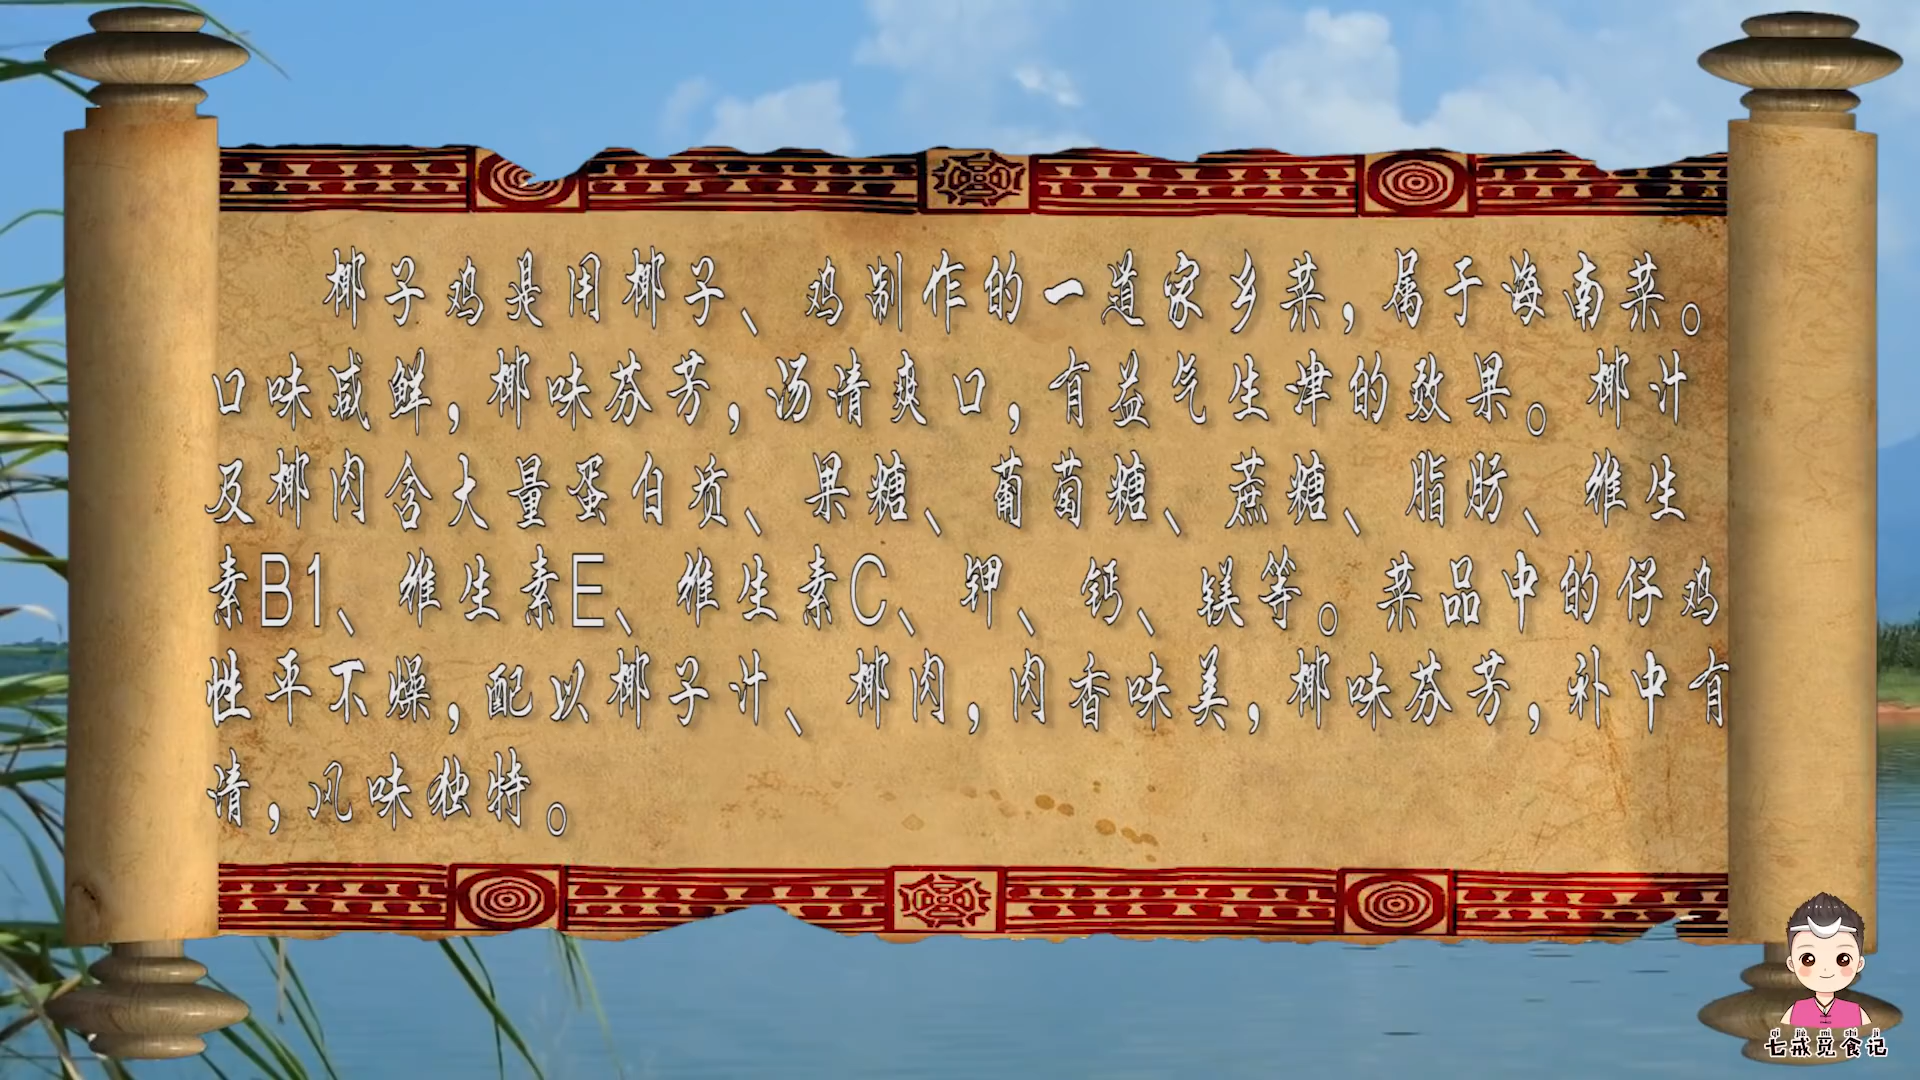 椰子鸡是用椰子、鸡制作的一道家乡菜,属于海南菜。
口味咸鲜,椰味芬芳,汤清爽口,有益气生津的效果。椰汁
及椰肉含大量蛋白质、果糖、葡萄糖、蔗糖、脂肪、维生
素B1、维生素E、维生素C、钾、钙、镁等。菜品中的仔鸡
性平不燥,配以椰子汁、椰肉,肉香味美,椰味芬芳,补中有
清,风味独特。
qī jiè mì shí jì
七戒觅食记